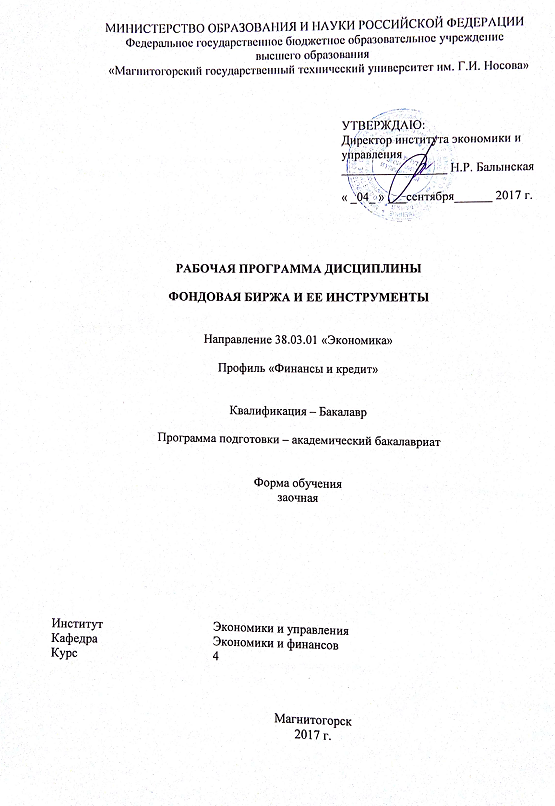 МИНИСТЕРСТВО ОБРАЗОВАНИЯ И НАУКИ РОССИЙСКОЙ ФЕДЕРАЦИИ
Федеральное государственное бюджетное образовательное учреждение
высшего образования
«Магнитогорский государственный технический университет им. Г.И. Носова»
УТВЕРЖДАЮ:
Директор института экономики и
управления
_________________ Н.Р. Балынская
« _04_ » ___сентября______ 2017 г.
РАБОЧАЯ ПРОГРАММА ДИСЦИПЛИНЫ
ФОНДОВАЯ БИРЖА И ЕЕ ИНСТРУМЕНТЫ
Направление 38.03.01 «Экономика»
Профиль «Финансы и кредит»
Квалификация – Бакалавр
Программа подготовки – академический бакалавриат
Форма обучения
заочная
Институт Экономики и управления
Кафедра Экономики и финансов
Курс 4
Магнитогорск
2017 г.